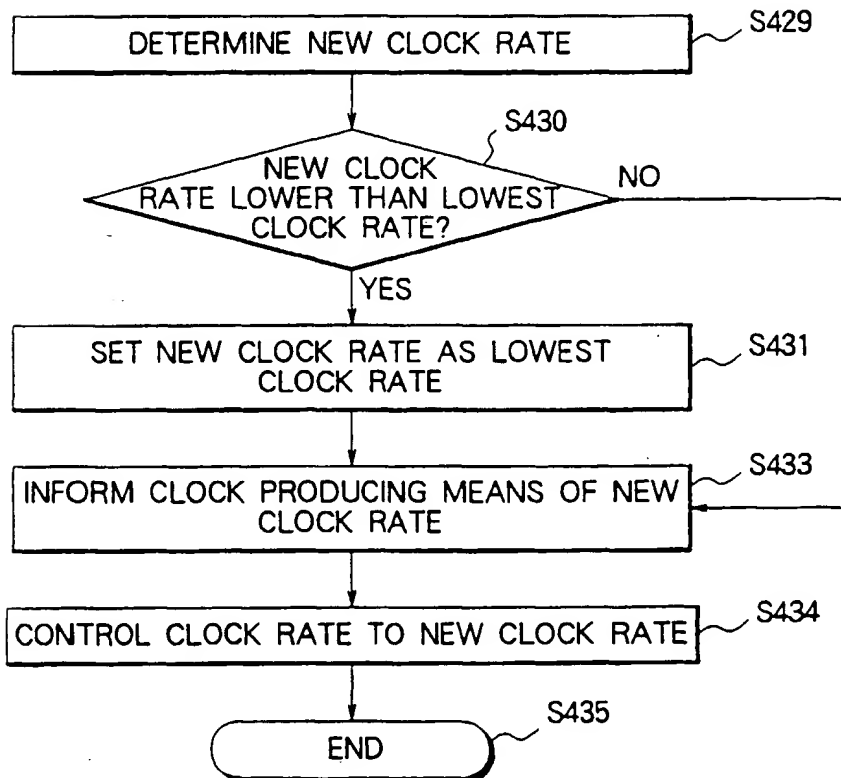 S429
DETERMINE NEW CLOCK RATE
S430
NEW CLOCK
RATE LOWER THAN LOWEST
CLOCK RATE?
NO
YES
SET NEW CLOCK RATE AS LOWEST
CLOCK RATE
S431
INFORM CLOCK PRODUCING MEANS OF NEW
CLOCK RATE
S433
CONTROL CLOCK RATE TO NEW CLOCK RATE
S434
END
S435